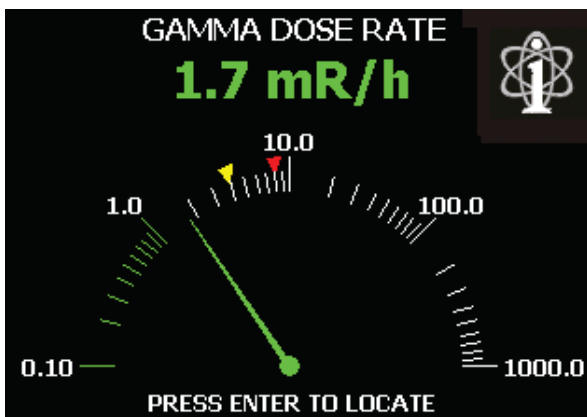 GAMMA DOSE RATE
1.7 mR/h
10.0
1.0
100.0
0.10
1000.0
PRESS ENTER TO LOCATE